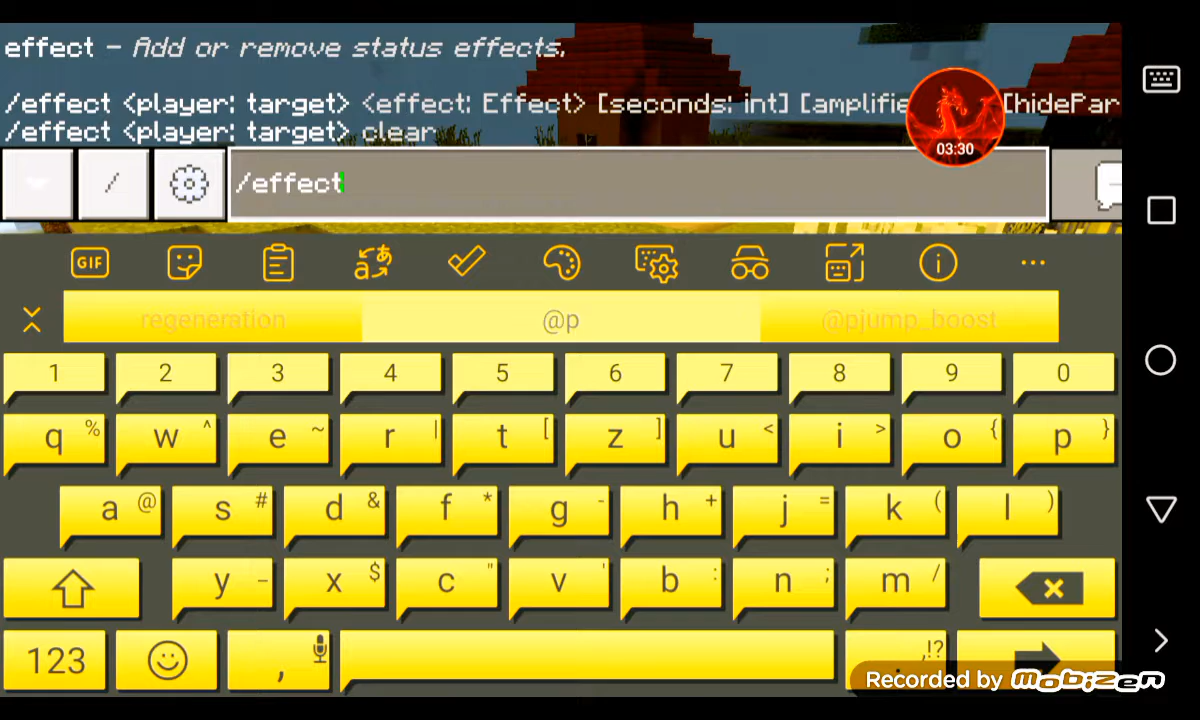 effect - Add or remove status effects.
/effect <player: target> <effect: Effect> [seconds: int] [amplifie [hidePar
/effect <player: target> clear
03:30
/ /effect
GIF
regeneration @p @pjump_boost
1 2 3 4 5 6 7 8 9 0
q % w ^ e ~ r | t [ z ] u < i > o { p }
a @ s # d & f * g - h + j = k ( l )
y _ x $ c " v ' b : n ; m /
123 , ,!? .
Recorded by mobizen